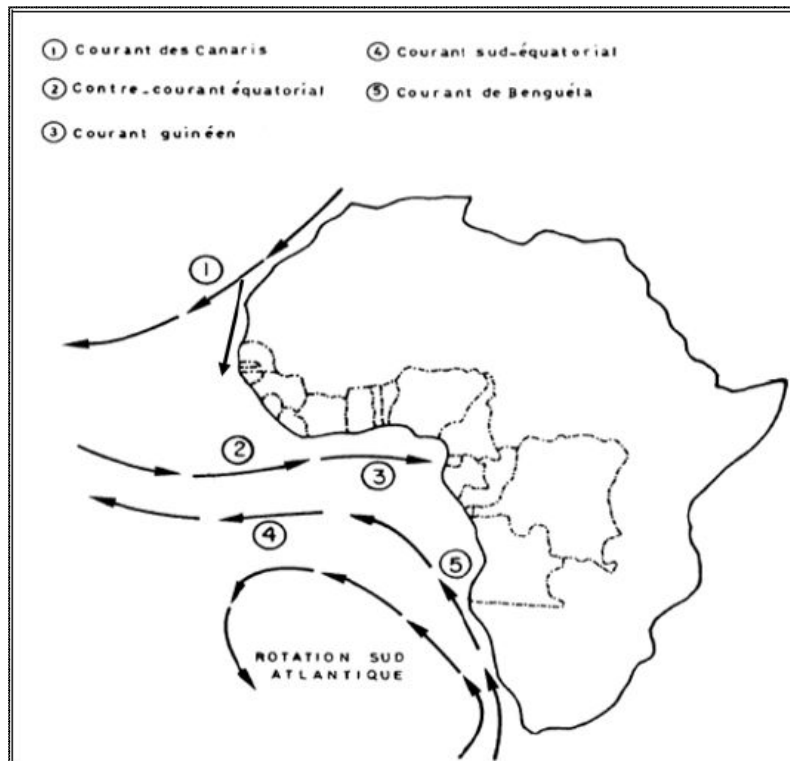 ① Courant des Canaris
② Contre-courant équatorial
③ Courant guinéen
④ Courant sud-équatorial
⑤ Courant de Benguéla
1
2
3
4
5
ROTATION SUD
ATLANTIQUE